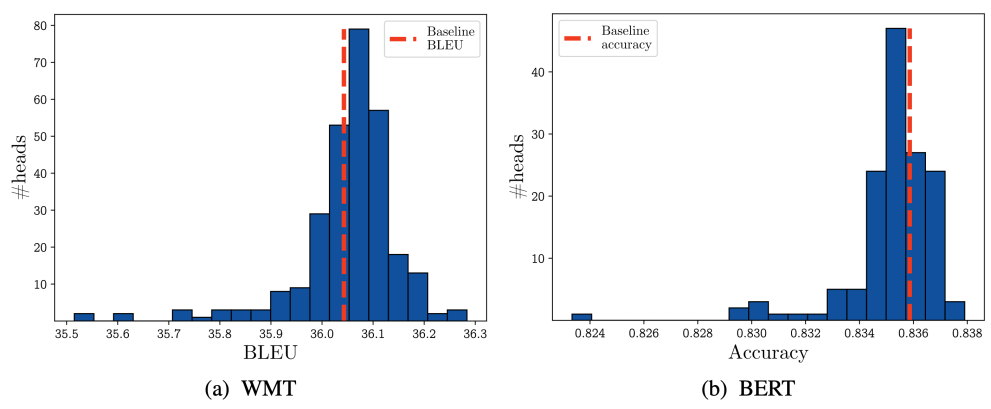 80
70
60
50
40
30
20
10
#heads
Baseline
BLEU
35.5 35.6 35.7 35.8 35.9 36.0 36.1 36.2 36.3
BLEU
(a) WMT
40
30
20
10
#heads
Baseline
accuracy
0.824 0.826 0.828 0.830 0.832 0.834 0.836 0.838
Accuracy
(b) BERT